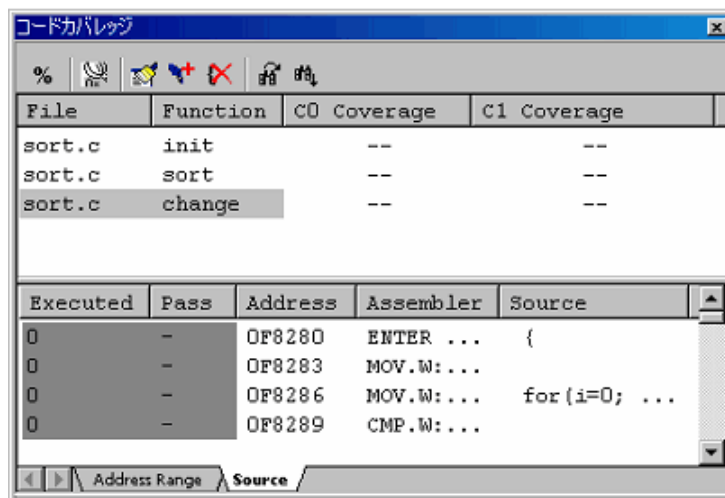 コードカバレッジ
%
File Function C0 Coverage C1 Coverage
sort.c init -- --
sort.c sort -- --
sort.c change -- --
Executed Pass Address Assembler Source
0 - 0F8280 ENTER ... {
0 - 0F8283 MOV.W:...
0 - 0F8286 MOV.W:... for(i=0; ...
0 - 0F8289 CMP.W:...
Address Range Source